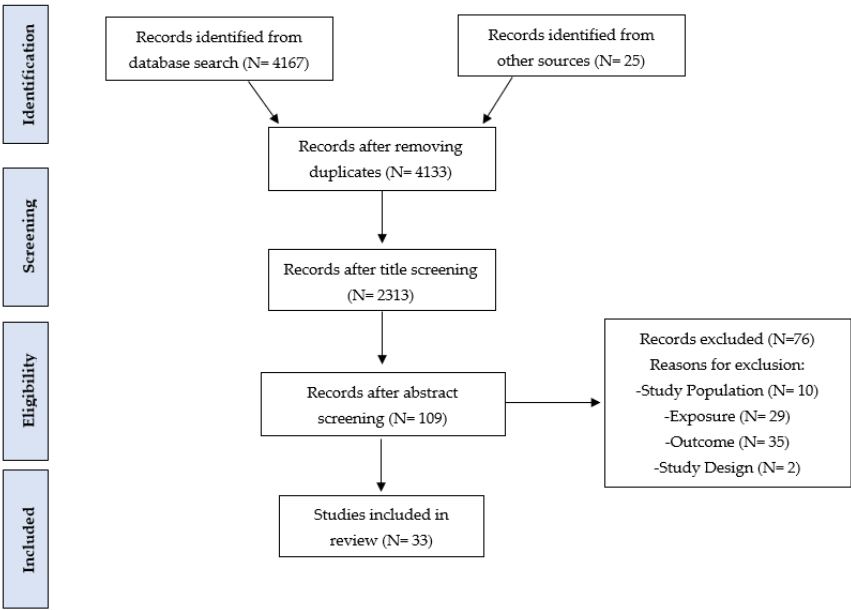 Identification
Records identified from
database search (N= 4167)
Records identified from
other sources (N= 25)
Records after removing
duplicates (N= 4133)
Screening
Records after title screening
(N= 2313)
Eligibility
Records after abstract
screening (N= 109)
Records excluded (N=76)
Reasons for exclusion:
-Study Population (N= 10)
-Exposure (N= 29)
-Outcome (N= 35)
-Study Design (N= 2)
Included
Studies included in
review (N= 33)